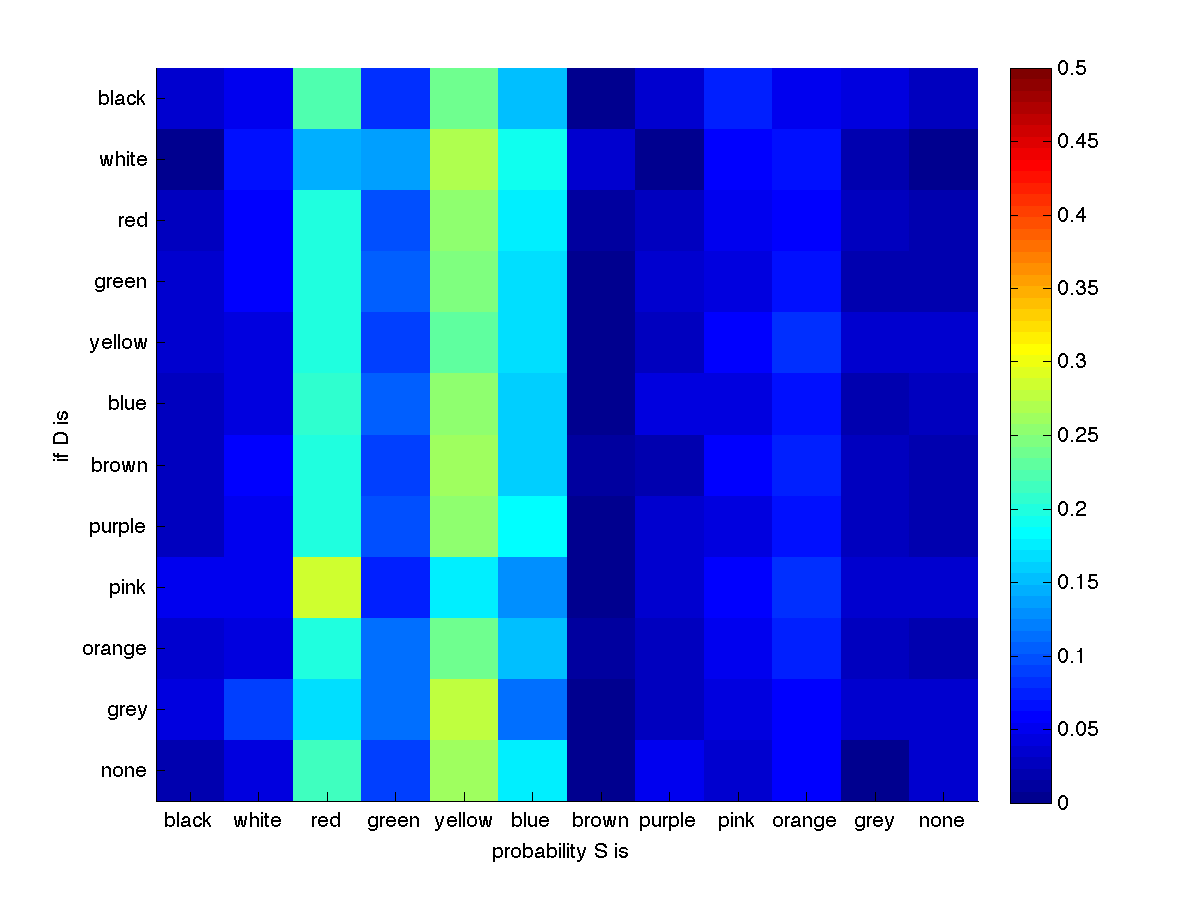 black
white
red
green
yellow
blue
brown
purple
pink
orange
grey
none
if D is
black white red green yellow blue brown purple pink orange grey none
probability S is
0.5
0.45
0.4
0.35
0.3
0.25
0.2
0.15
0.1
0.05
0